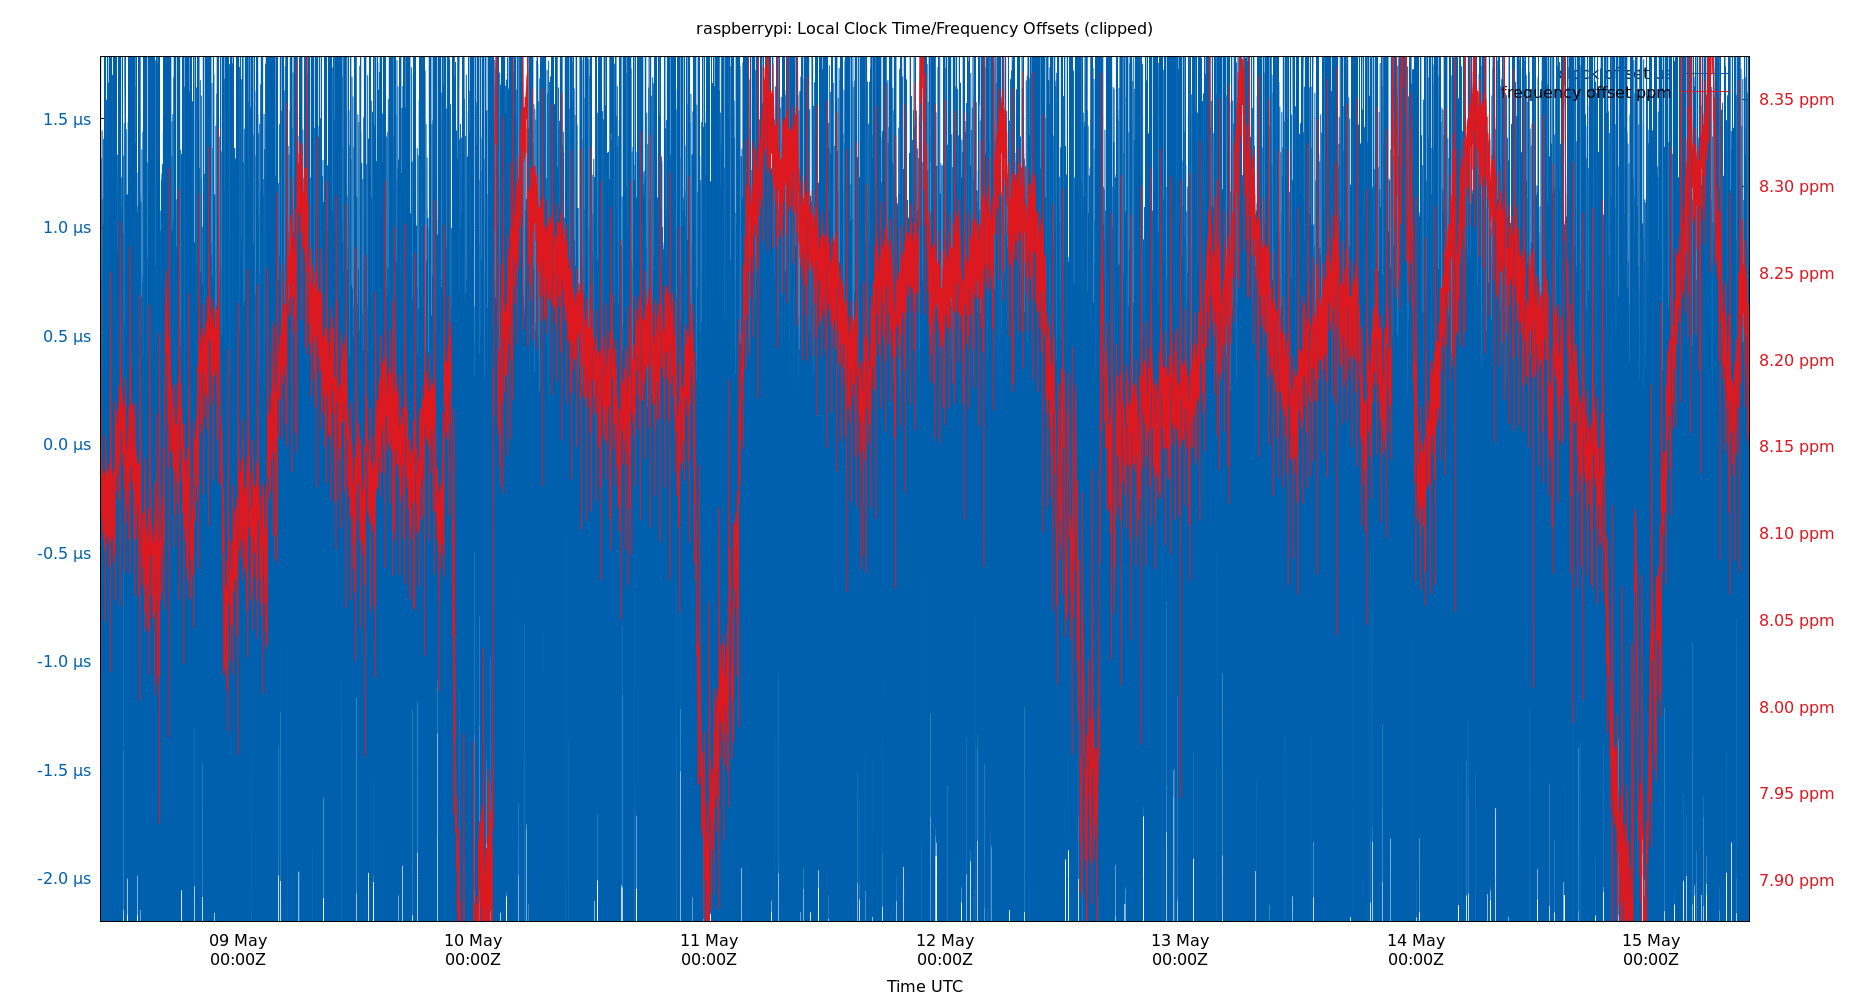 raspberrypi: Local Clock Time/Frequency Offsets (clipped)
clock offset µs
frequency offset ppm
1.5 µs
1.0 µs
0.5 µs
0.0 µs
-0.5 µs
-1.0 µs
-1.5 µs
-2.0 µs
8.35 ppm
8.30 ppm
8.25 ppm
8.20 ppm
8.15 ppm
8.10 ppm
8.05 ppm
8.00 ppm
7.95 ppm
7.90 ppm
09 May
00:00Z
10 May
00:00Z
11 May
00:00Z
12 May
00:00Z
13 May
00:00Z
14 May
00:00Z
15 May
00:00Z
Time UTC